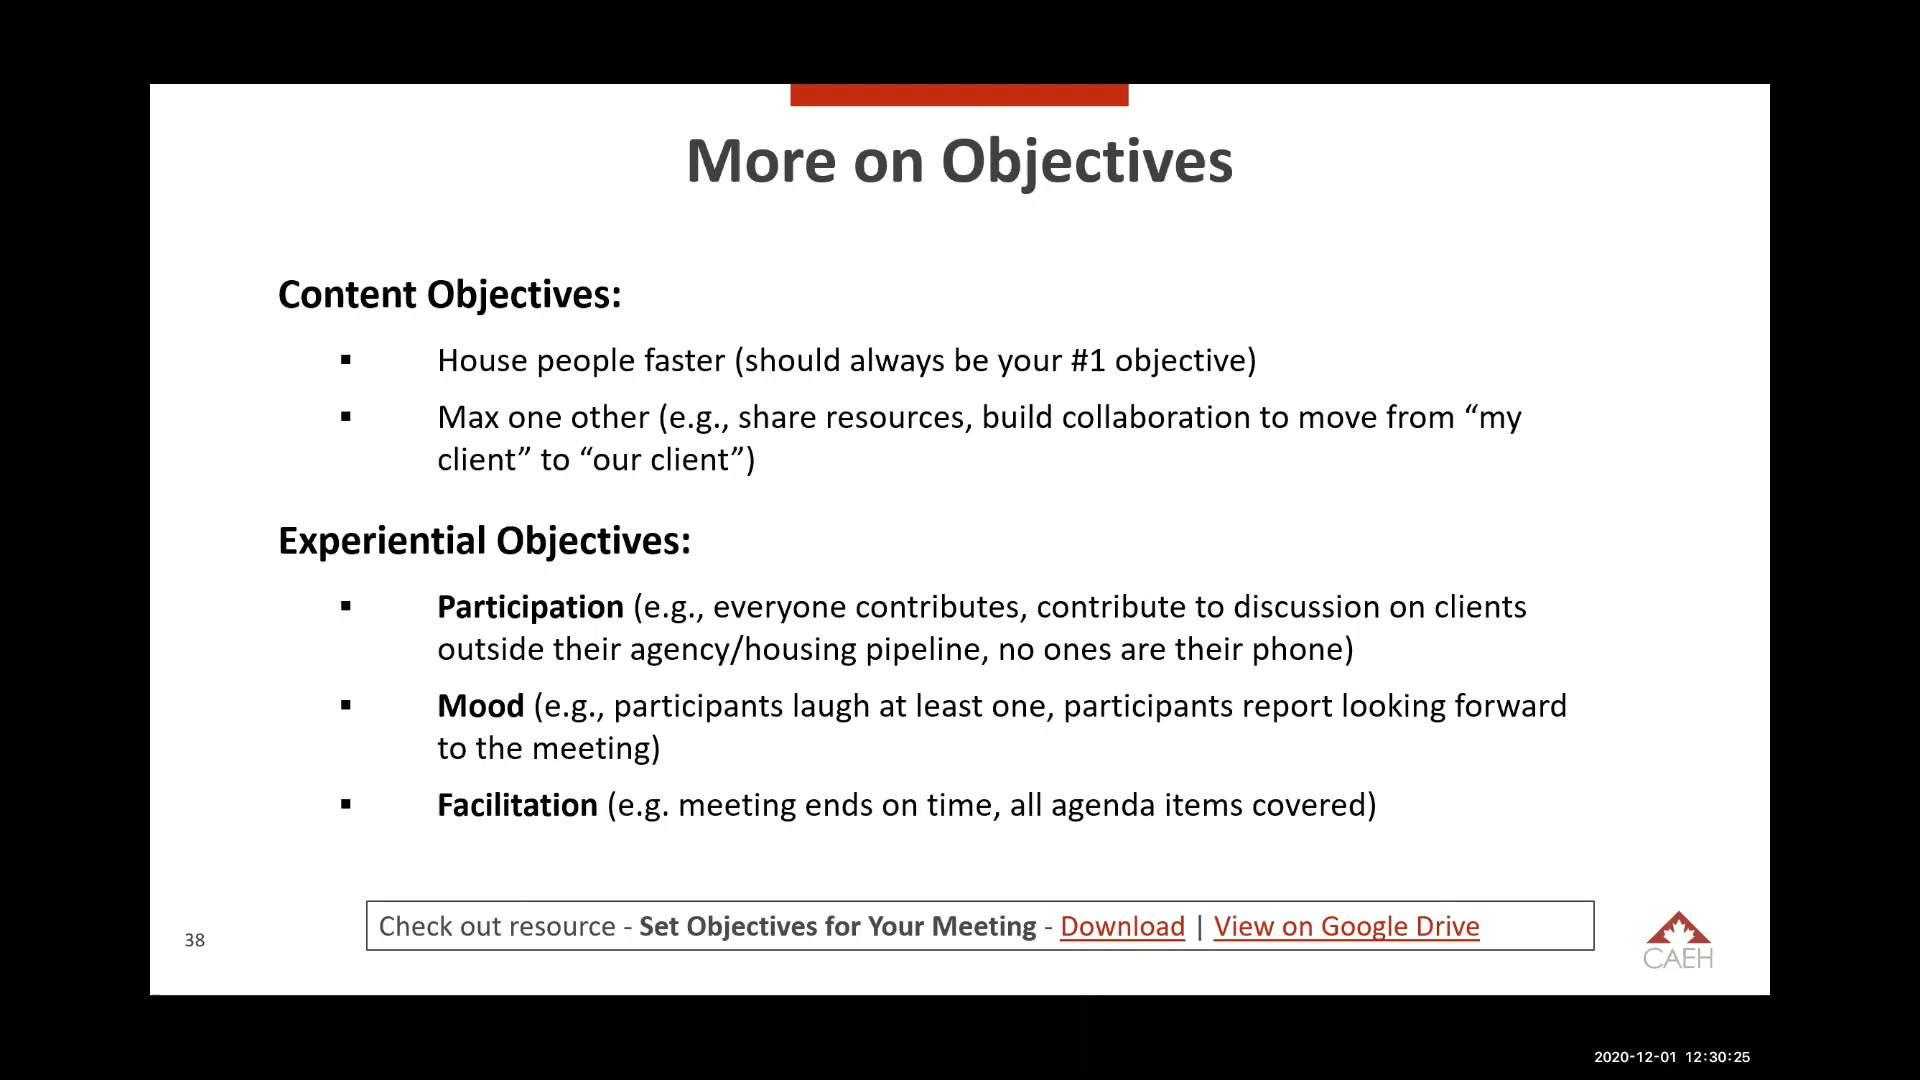 More on Objectives
Content Objectives:
▪ House people faster (should always be your #1 objective)
▪ Max one other (e.g., share resources, build collaboration to move from “my
client” to “our client”)
Experiential Objectives:
▪ Participation (e.g., everyone contributes, contribute to discussion on clients
outside their agency/housing pipeline, no ones are their phone)
▪ Mood (e.g., participants laugh at least one, participants report looking forward
to the meeting)
▪ Facilitation (e.g. meeting ends on time, all agenda items covered)
Check out resource - Set Objectives for Your Meeting - Download | View on Google Drive
38
CAEH
2020-12-01 12:30:25